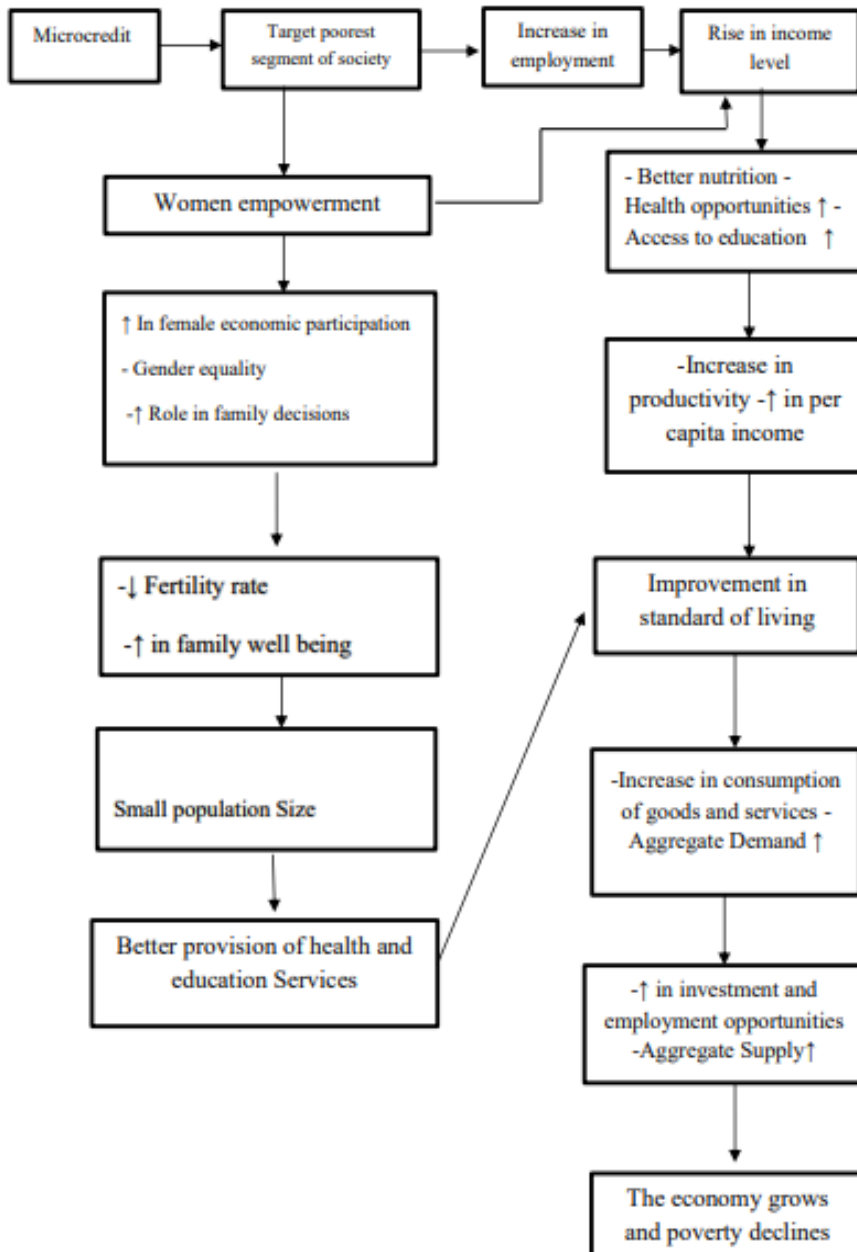 Microcredit
Target poorest
segment of society
Increase in
employment
Rise in income
level
Women empowerment
- Better nutrition -
Health opportunities ↑ -
Access to education ↑
↑ In female economic participation
- Gender equality
-↑ Role in family decisions
-Increase in
productivity -↑ in per
capita income
-↓ Fertility rate
-↑ in family well being
Improvement in
standard of living
Small population Size
-Increase in consumption
of goods and services -
Aggregate Demand ↑
Better provision of health and
education Services
-↑ in investment and
employment opportunities
-Aggregate Supply↑
The economy grows
and poverty declines